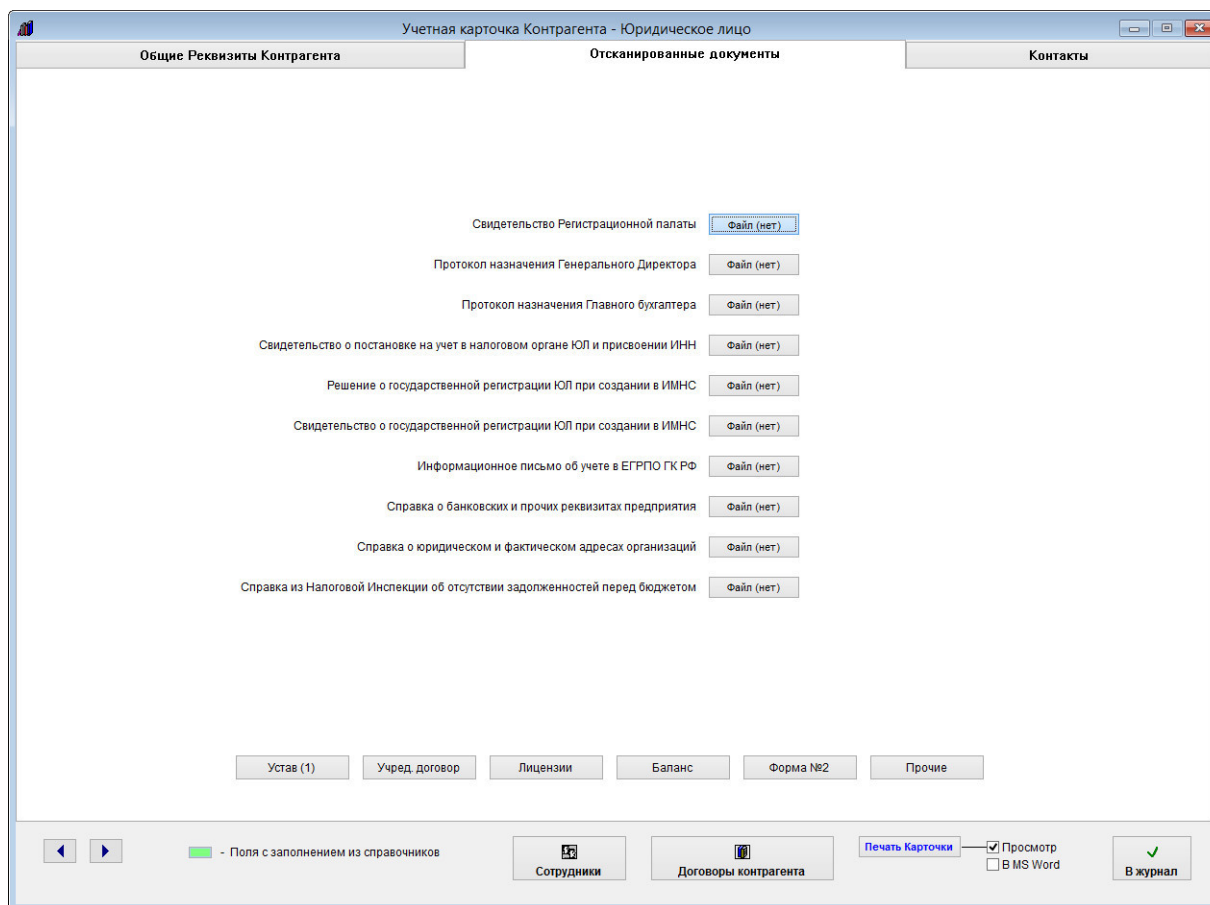 Учетная карточка Контрагента - Юридическое лицо
Общие Реквизиты Контрагента Отсканированные документы Контакты
Свидетельство Регистрационной палаты Файл (нет)
Протокол назначения Генерального Директора Файл (нет)
Протокол назначения Главного бухгалтера Файл (нет)
Свидетельство о постановке на учет в налоговом органе ЮЛ и присвоении ИНН Файл (нет)
Решение о государственной регистрации ЮЛ при создании в ИМНС Файл (нет)
Свидетельство о государственной регистрации ЮЛ при создании в ИМНС Файл (нет)
Информационное письмо об учете в ЕГРПО ГК РФ Файл (нет)
Справка о банковских и прочих реквизитах предприятия Файл (нет)
Справка о юридическом и фактическом адресах организаций Файл (нет)
Справка из Налоговой Инспекции об отсутствии задолженностей перед бюджетом Файл (нет)
Устав (1) Учред. договор Лицензии Баланс Форма №2 Прочие
- Поля с заполнением из справочников Сотрудники Договоры контрагента Печать Карточки Просмотр
В MS Word
В журнал